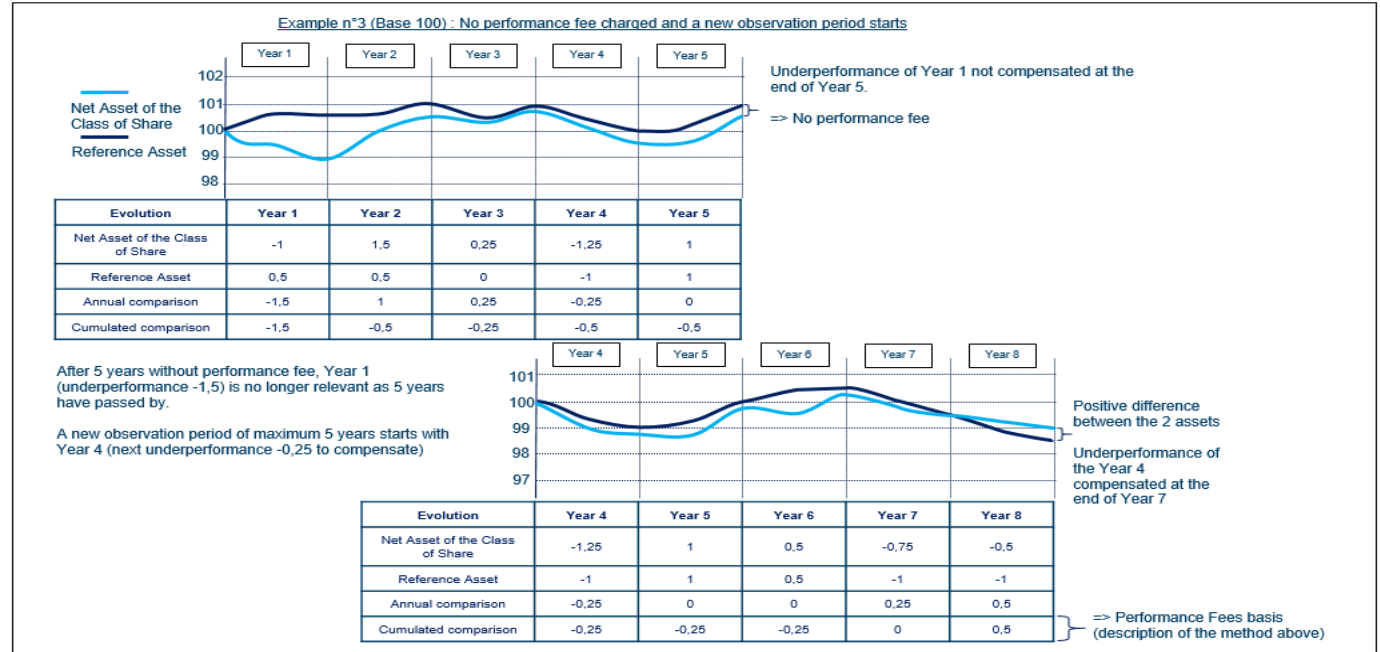 Example n°3 (Base 100) : No performance fee charged and a new observation period starts
Year 1 Year 2 Year 3 Year 4 Year 5
102
101
100
99
98
Net Asset of the
Class of Share
Reference Asset
Underperformance of Year 1 not compensated at the
end of Year 5.
=> No performance fee
Evolution Year 1 Year 2 Year 3 Year 4 Year 5
Net Asset of the Class
of Share -1 1,5 0,25 -1,25 1
Reference Asset 0,5 0,5 0 -1 1
Annual comparison -1,5 1 0,25 -0,25 0
Cumulated comparison -1,5 -0,5 -0,25 -0,5 -0,5
After 5 years without performance fee, Year 1
(underperformance -1,5) is no longer relevant as 5 years
have passed by.
A new observation period of maximum 5 years starts with
Year 4 (next underperformance -0,25 to compensate)
Year 4 Year 5 Year 6 Year 7 Year 8
101
100
99
98
97
Positive difference
between the 2 assets
Underperformance of
the Year 4
compensated at the
end of Year 7
Evolution Year 4 Year 5 Year 6 Year 7 Year 8
Net Asset of the Class
of Share -1,25 1 0,5 -0,75 -0,5
Reference Asset -1 1 0,5 -1 -1
Annual comparison -0,25 0 0 0,25 0,5
Cumulated comparison -0,25 -0,25 -0,25 0 0,5
=> Performance Fees basis
(description of the method above)